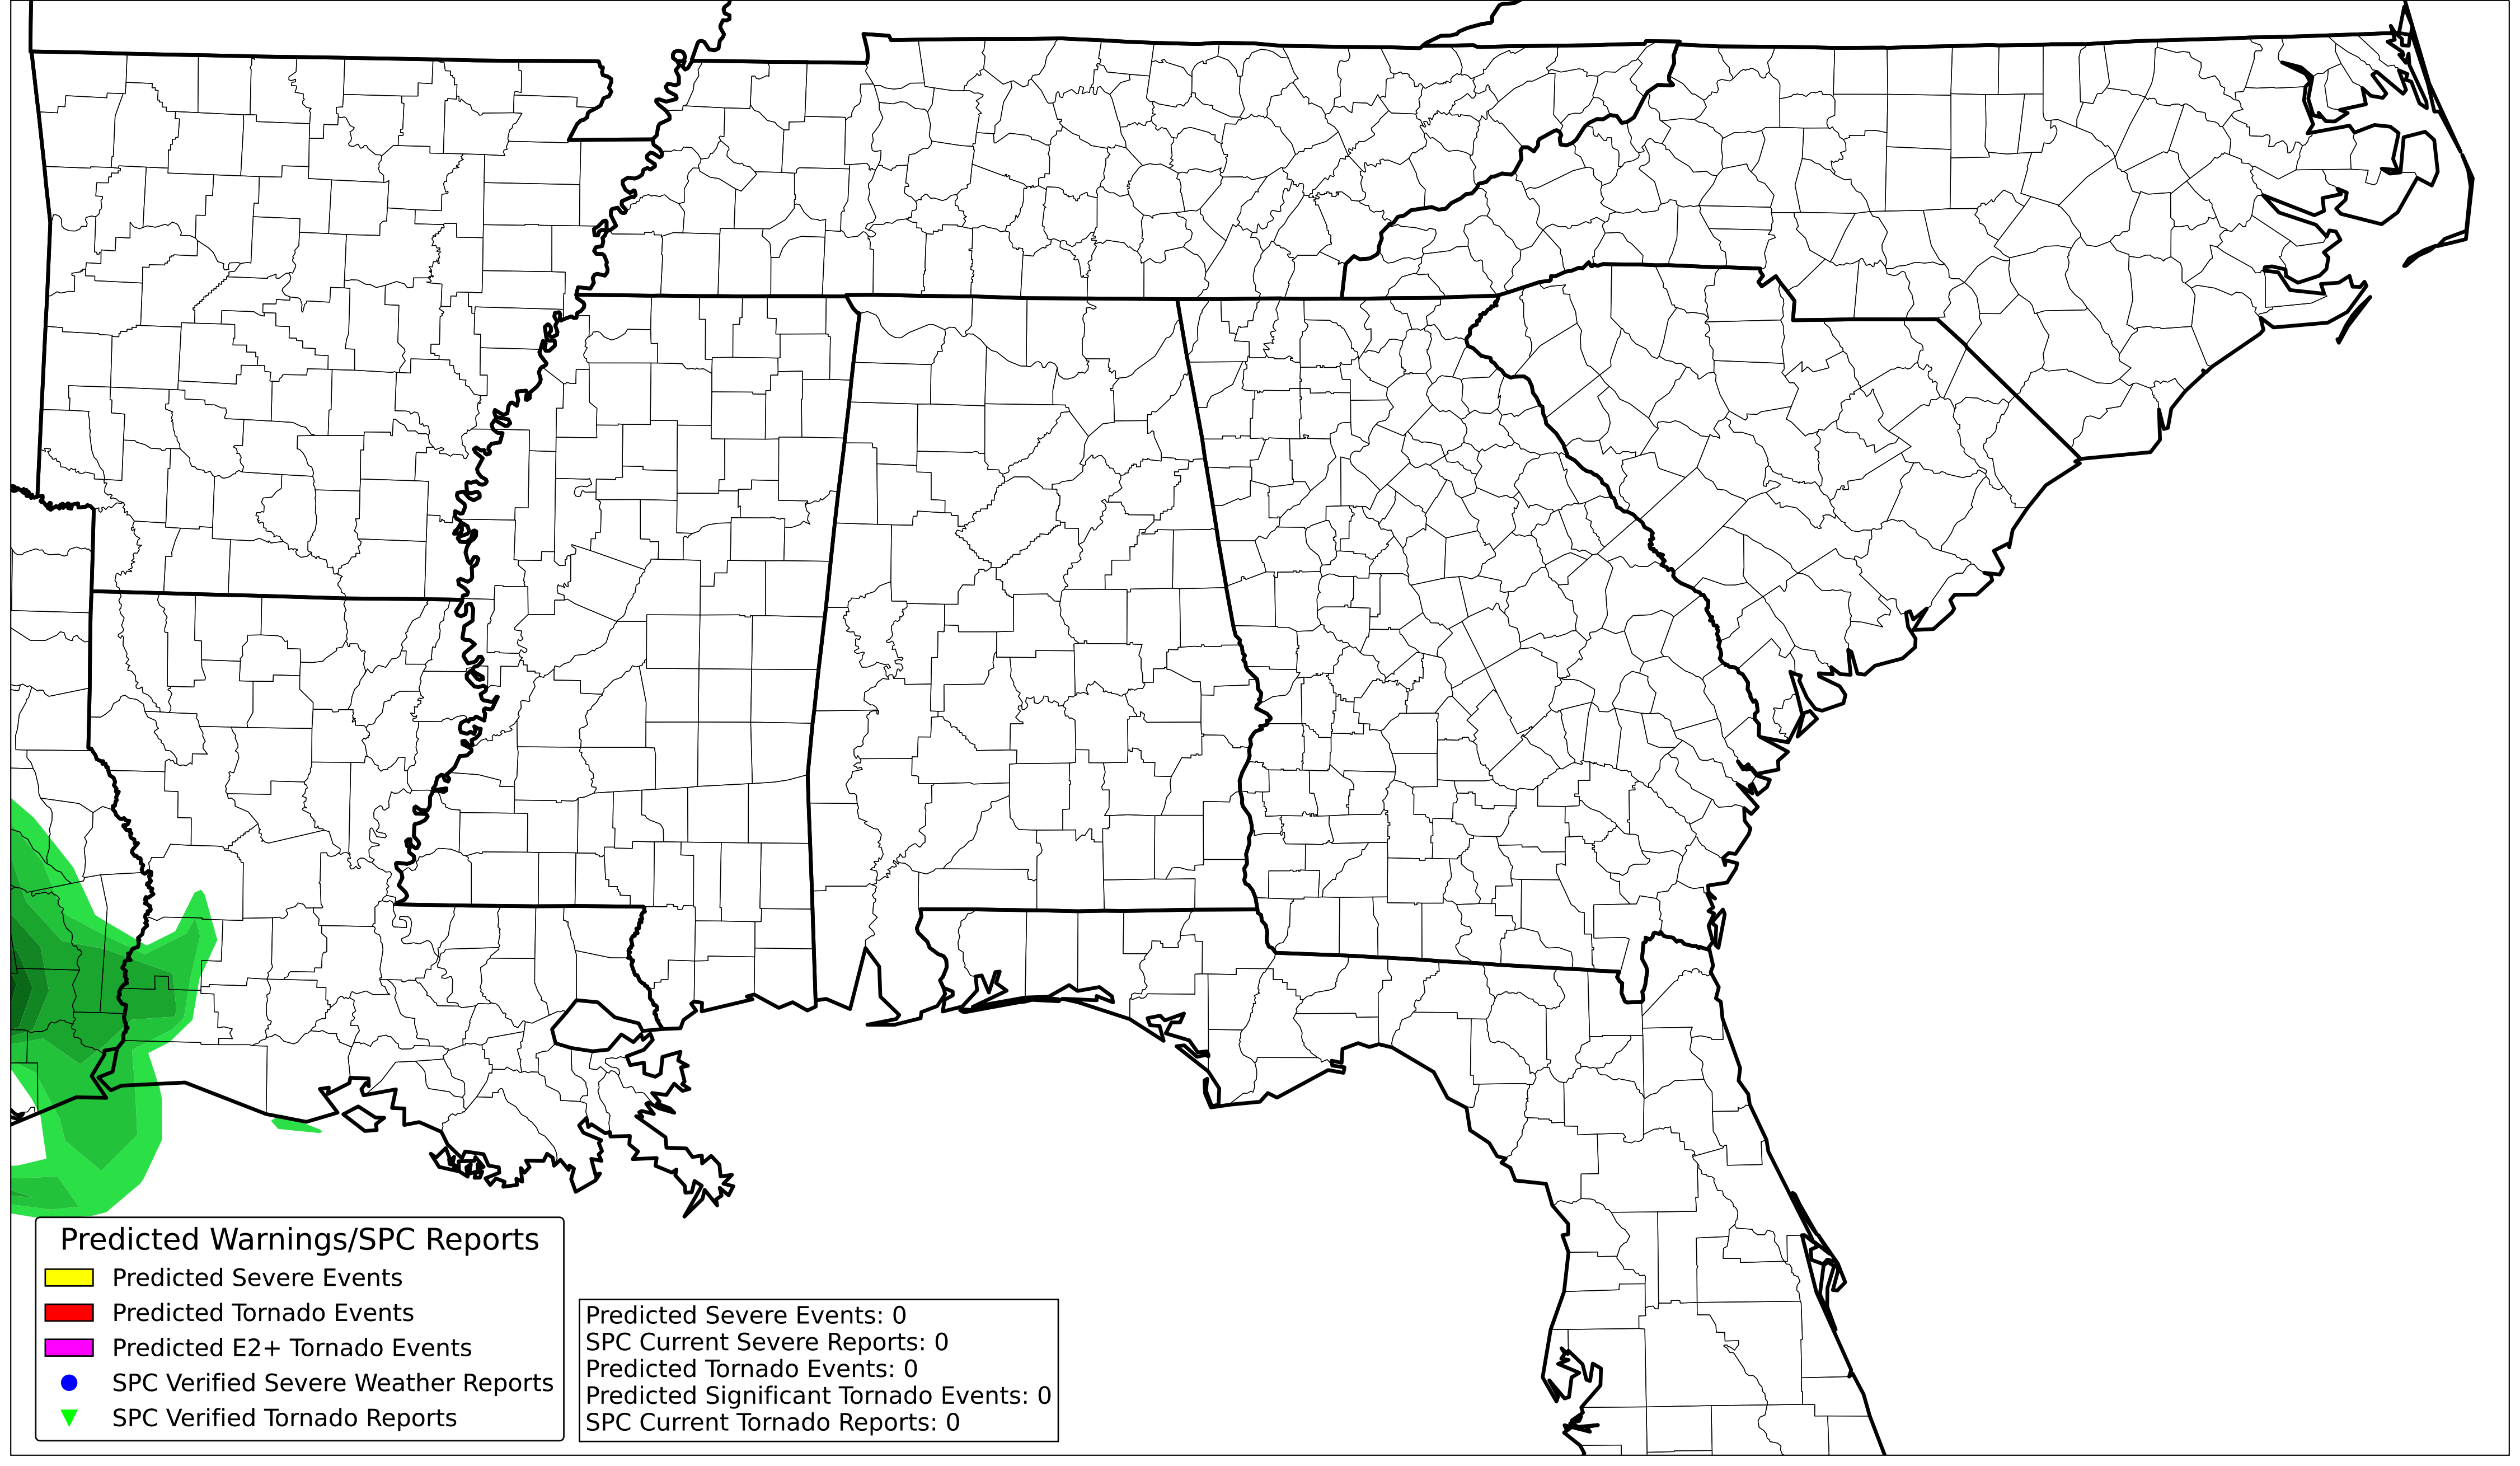 Predicted Warnings/SPC Reports
Predicted Severe Events
Predicted Tornado Events
Predicted E2+ Tornado Events
SPC Verified Severe Weather Reports
SPC Verified Tornado Reports
Predicted Severe Events: 0
SPC Current Severe Reports: 0
Predicted Tornado Events: 0
Predicted Significant Tornado Events: 0
SPC Current Tornado Reports: 0